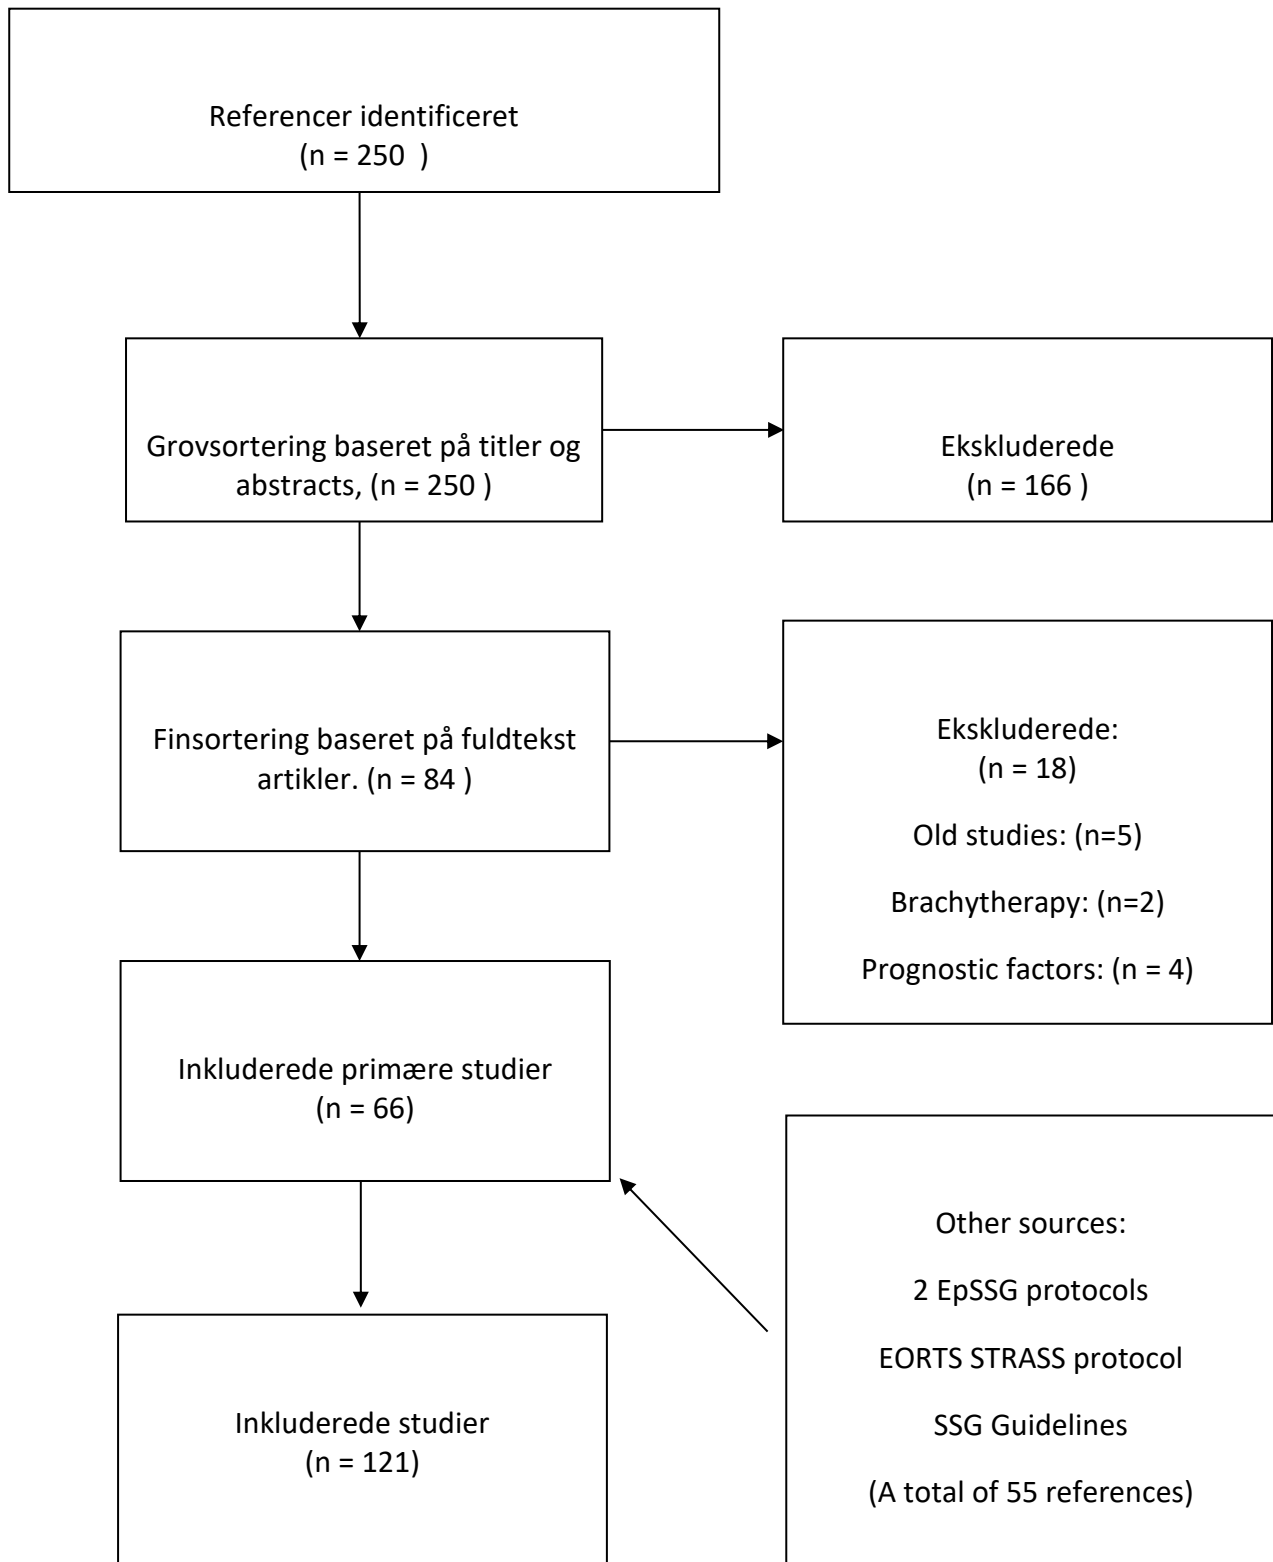 Referencer identificeret
(n = 250  )
Grovsortering baseret på titler og
abstracts, (n = 250 )
Ekskluderede
(n = 166 )
Finsortering baseret på fuldtekst
artikler. (n = 84 )
Ekskluderede:
(n = 18)
Old studies: (n=5)
Brachytherapy: (n=2)
Prognostic factors: (n = 4)
Inkluderede primære studier
(n = 66)
Other sources:
2 EpSSG protocols
EORTS STRASS protocol
SSG Guidelines
(A total of 55 references)
Inkluderede studier
(n = 121)